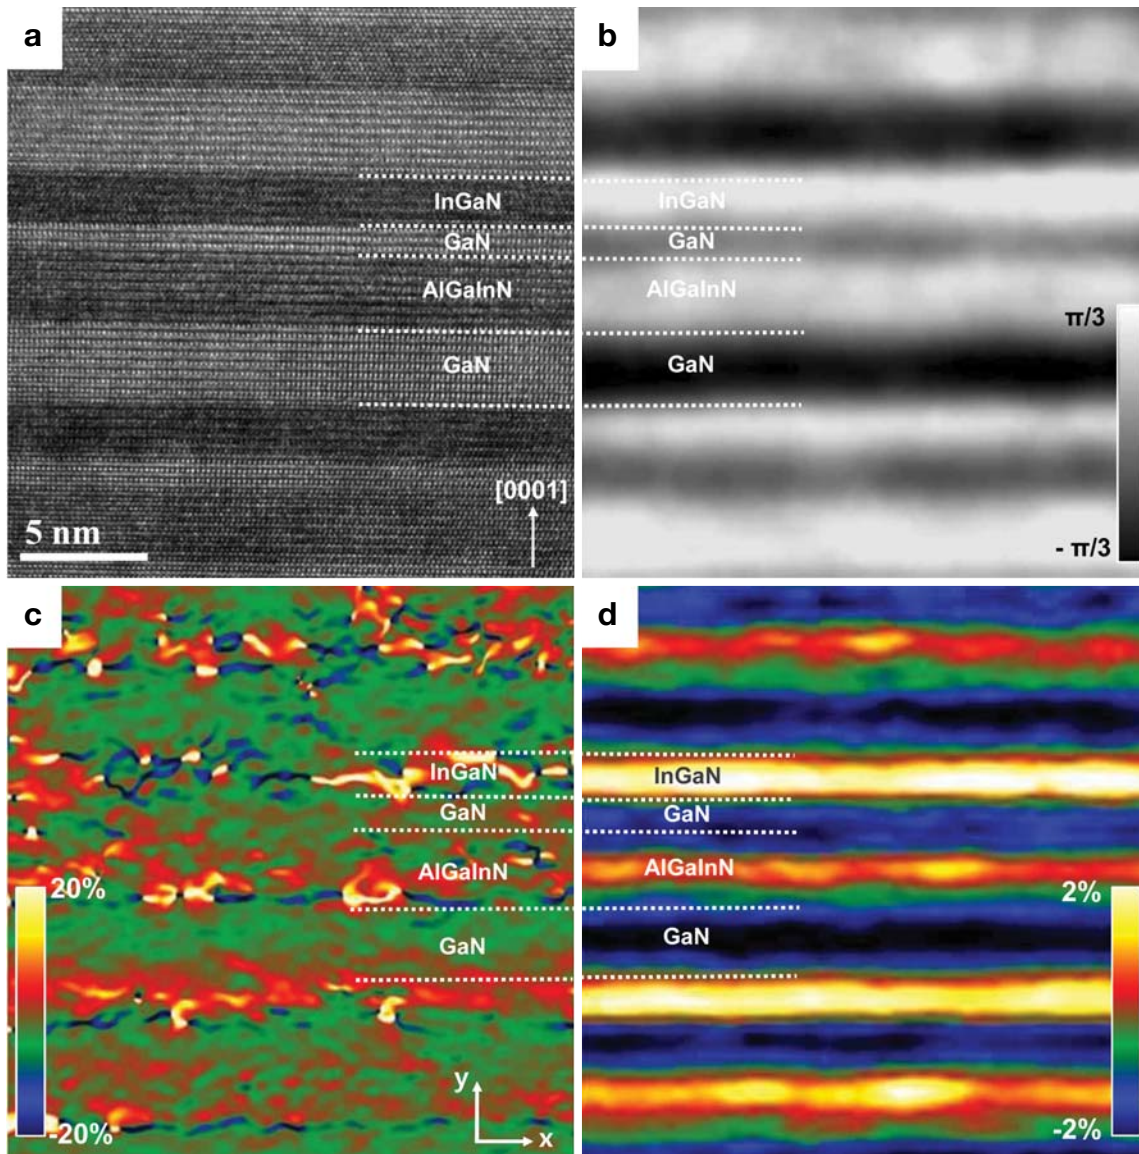 a
InGaN
GaN
AlGaInN
GaN
[0001]
5 nm
b
InGaN
GaN
AlGaInN
GaN
π/3
- π/3
c
InGaN
GaN
AlGaInN
GaN
20%
-20%
y
x
d
InGaN
GaN
AlGaInN
GaN
2%
-2%